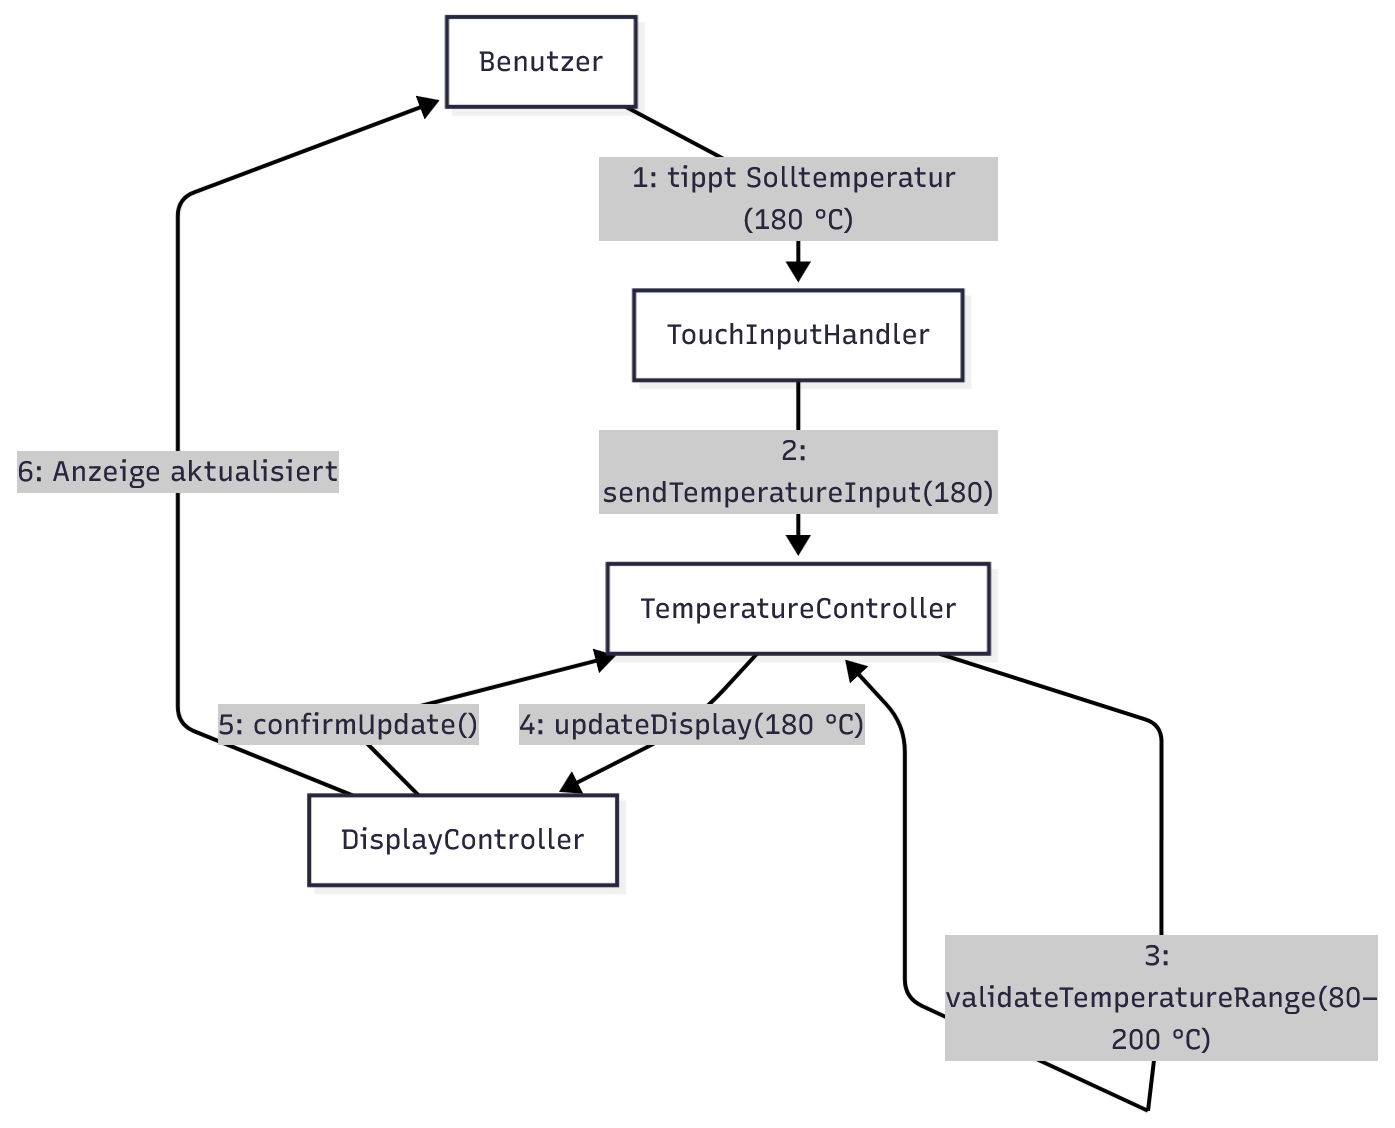 Benutzer
1: tippt Solltemperatur
(180 °C)
TouchInputHandler
2:
sendTemperatureInput(180)
6: Anzeige aktualisiert
TemperatureController
5: confirmUpdate()
4: updateDisplay(180 °C)
DisplayController
3:
validateTemperatureRange(80–
200 °C)